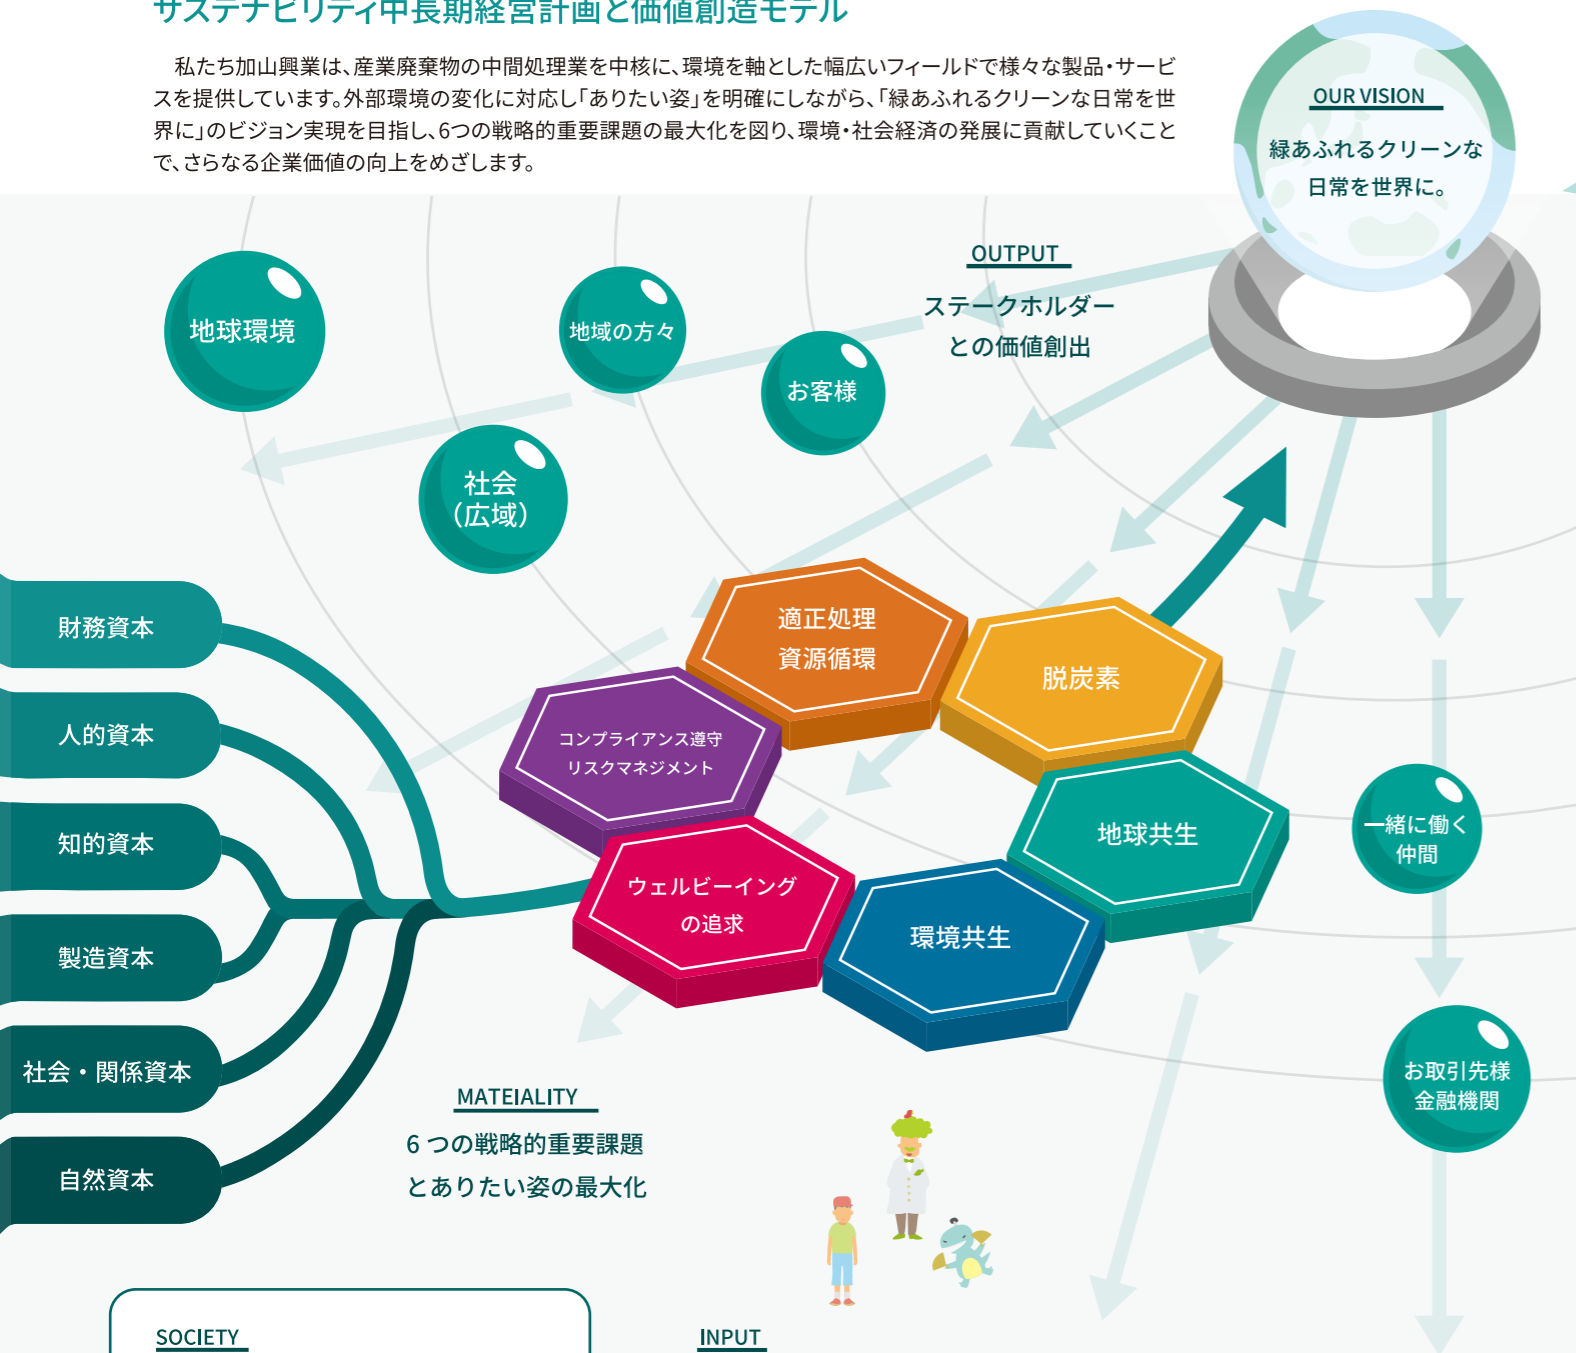 サステナビリティ中長期経営計画と価値創造モデル
私たち加山興業は、産業廃棄物の中間処理業を中核に、環境を軸とした幅広いフィールドで様々な製品・サービ
スを提供しています。外部環境の変化に対応し「ありたい姿」を明確にしながら、「緑あふれるクリーンな日常を世
界に」のビジョン実現を目指し、6つの戦略的重要課題の最大化を図り、環境・社会経済の発展に貢献していくこと
で、さらなる企業価値の向上をめざします。
OUR VISION
緑あふれるクリーンな
日常を世界に。
OUTPUT
ステークホルダー
との価値創出
地球環境
地域の方々
お客様
社会
（広域）
財務資本
人的資本
知的資本
製造資本
社会・関係資本
自然資本
適正処理
資源循環
脱炭素
コンプライアンス遵守
リスクマネジメント
地球共生
ウェルビーイング
の追求
環境共生
一緒に働く
仲間
お取引先様
金融機関
MATEIALITY
6 つの戦略的重要課題
とありたい姿の最大化
SOCIETY
INPUT